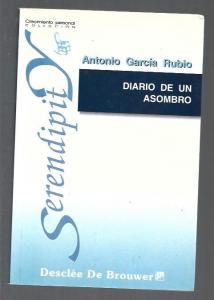 Crecimiento personal
COLECCIÓN
Serendipity
Antonio García Rubio
DIARIO DE UN
ASOMBRO
Desclée De Brouwer